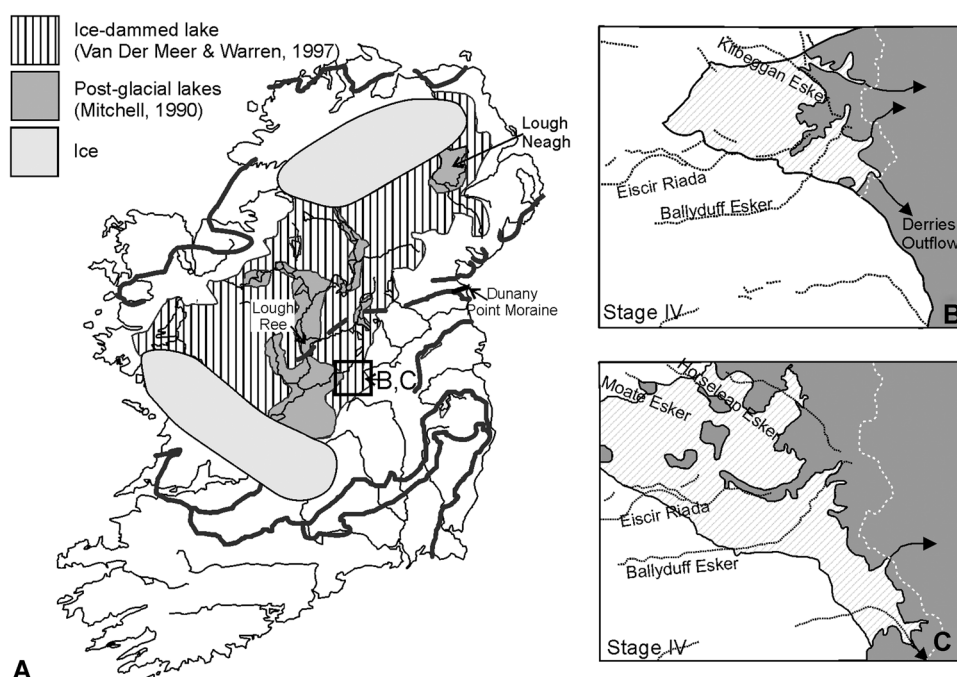 Ice-dammed lake
(Van Der Meer & Warren, 1997)
Post-glacial lakes
(Mitchell, 1990)
Ice
Lough
Neagh
Dunany
Point Moraine
Lough
Ree
B,C
A
Kilbeggan Esker
Eiscir Riada
Ballyduff Esker
Derries
Outflow
Stage IV
B
Horseleap Esker
Moate Esker
Eiscir Riada
Ballyduff Esker
Stage IV
C